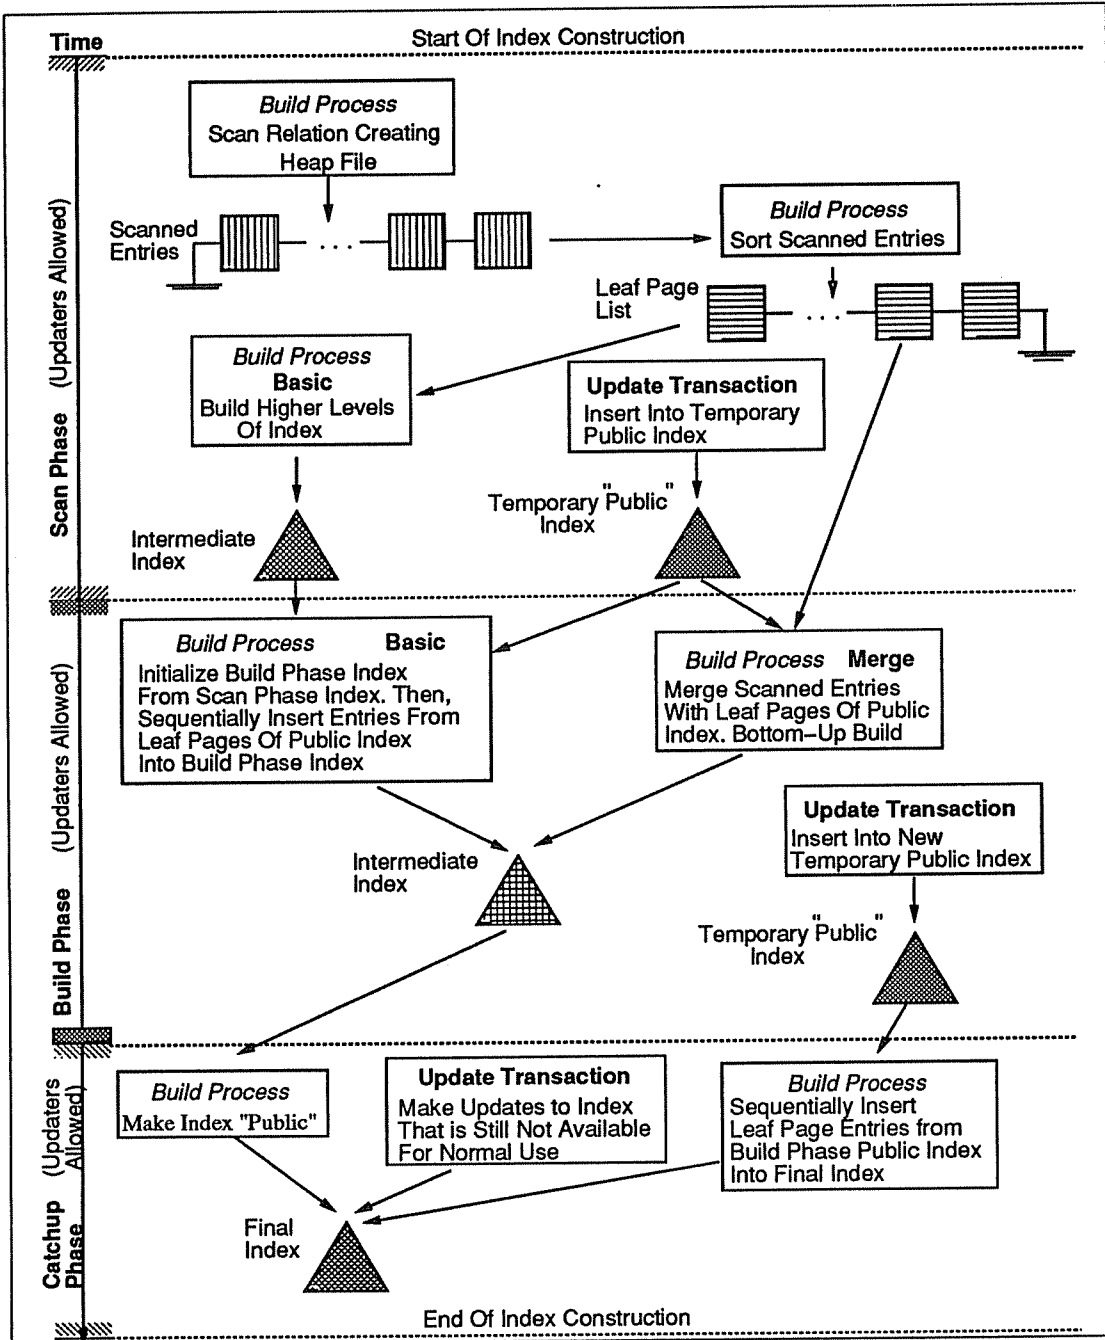 Time
Start Of Index Construction
Build Process
Scan Relation Creating
Heap File
Scanned
Entries
. . .
Build Process
Sort Scanned Entries
Leaf Page
List
. . .
Scan Phase (Updaters Allowed)
Build Process
Basic
Build Higher Levels
Of Index
Update Transaction
Insert Into Temporary
Public Index
Intermediate
Index
Temporary "Public"
Index
Build Phase (Updaters Allowed)
Build Process Basic
Initialize Build Phase Index
From Scan Phase Index. Then,
Sequentially Insert Entries From
Leaf Pages Of Public Index
Into Build Phase Index
Build Process Merge
Merge Scanned Entries
With Leaf Pages Of Public
Index. Bottom-Up Build
Update Transaction
Insert Into New
Temporary Public Index
Intermediate
Index
Temporary "Public"
Index
Catchup (Updaters
Phase Allowed)
Build Process
Make Index "Public"
Update Transaction
Make Updates to Index
That is Still Not Available
For Normal Use
Build Process
Sequentially Insert
Leaf Page Entries from
Build Phase Public Index
Into Final Index
Final
Index
End Of Index Construction